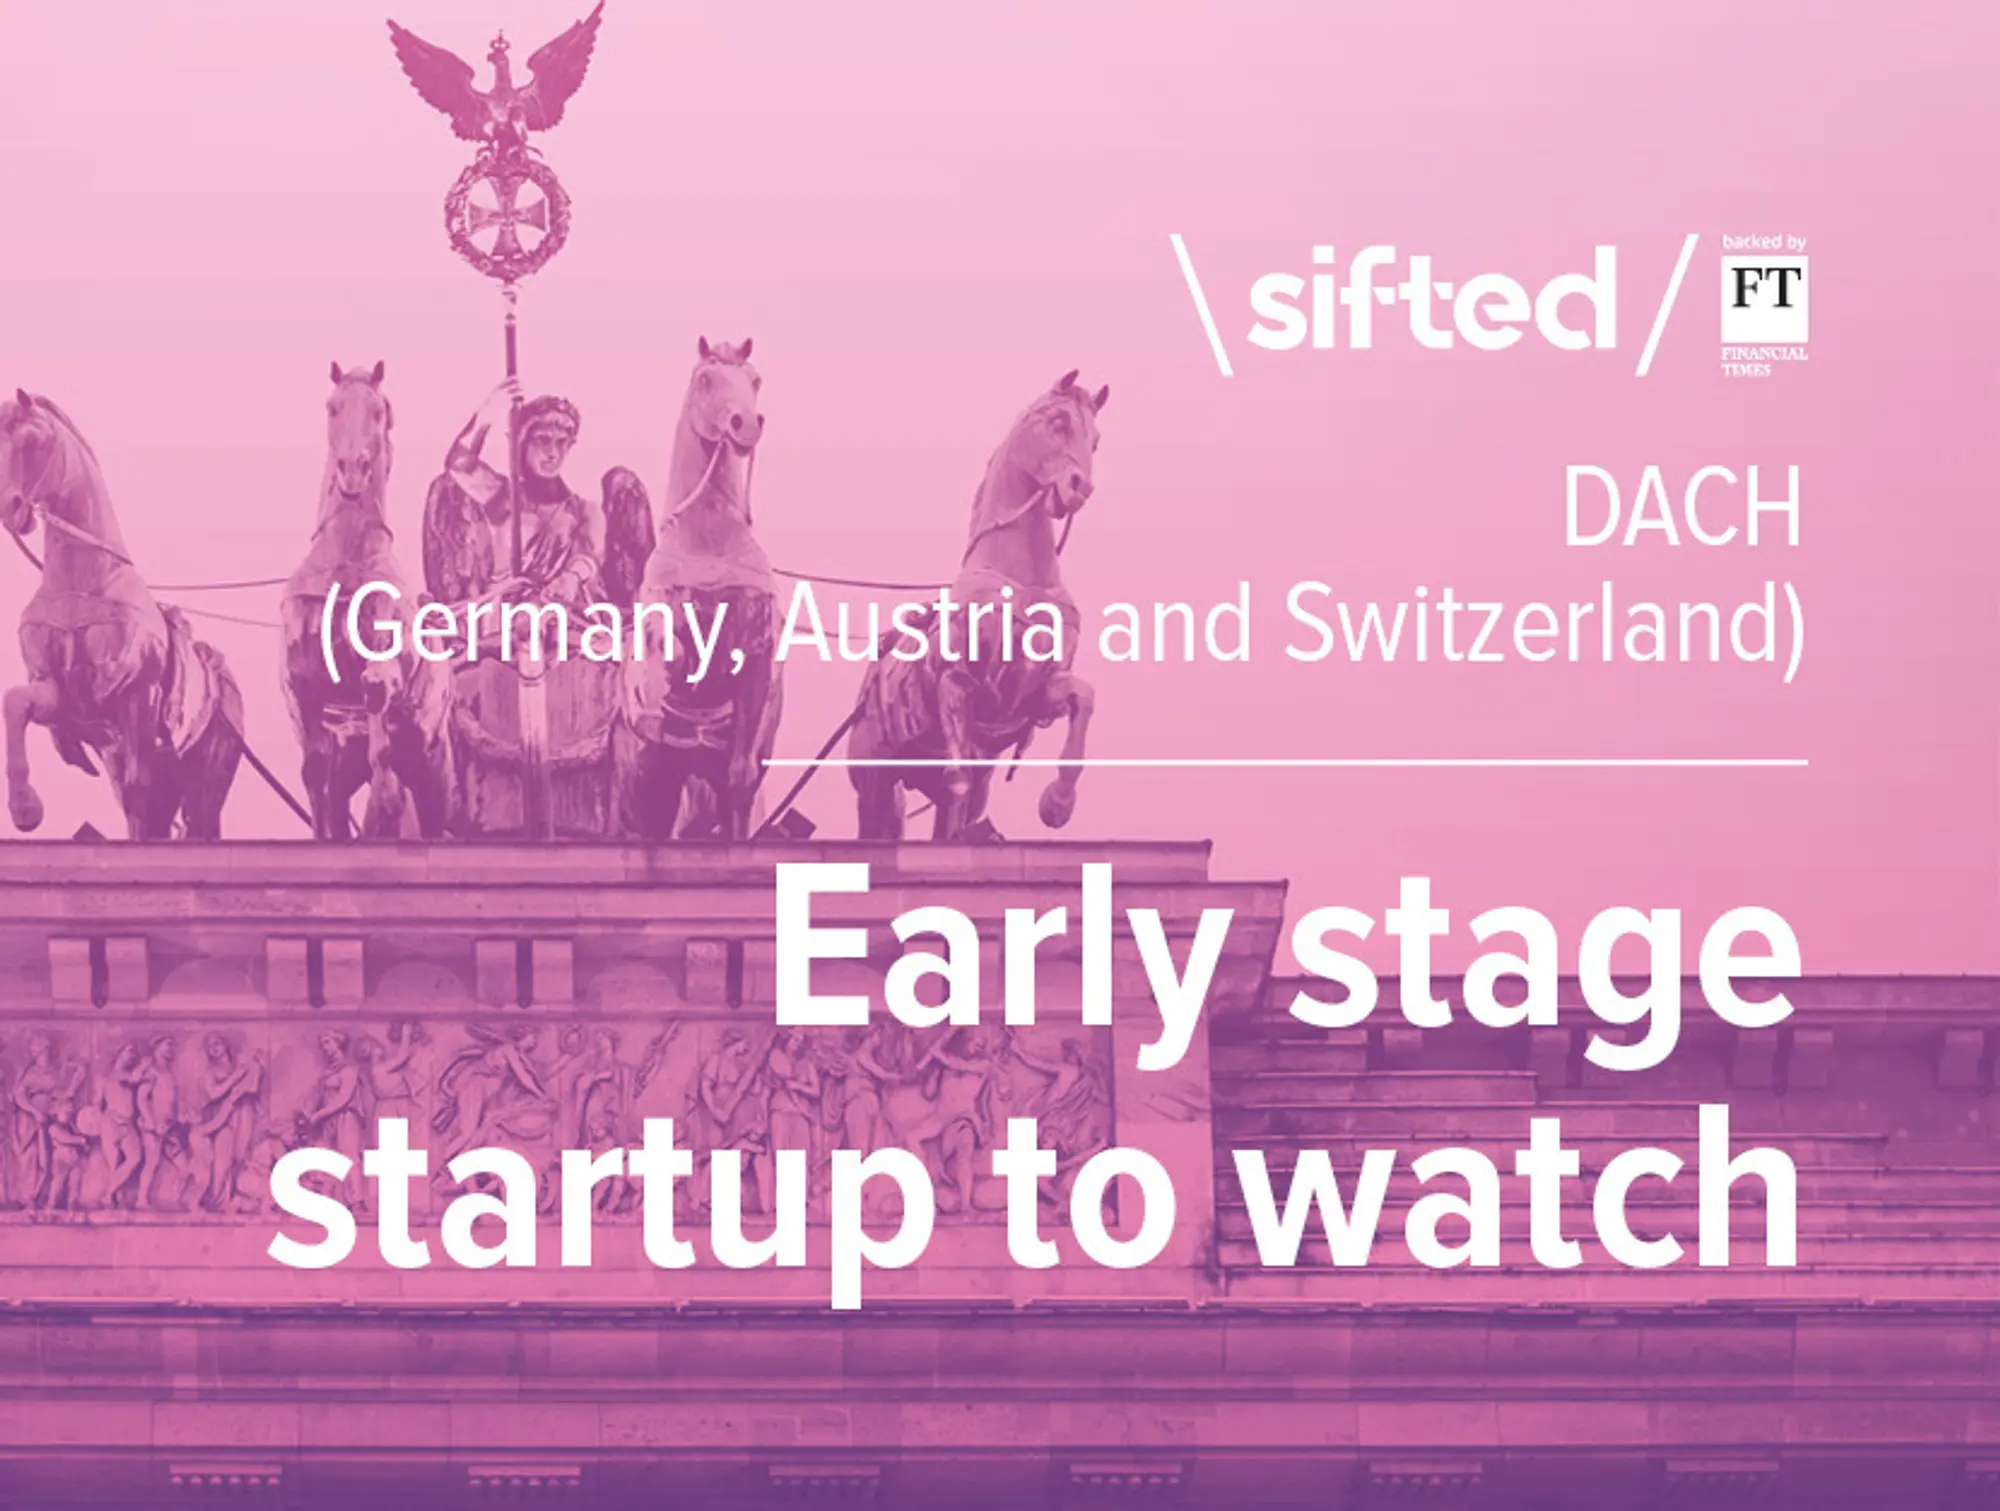 \sifted/
backed by
FT
FINANCIAL
TIMES
DACH
(Germany, Austria and Switzerland)
Early stage
startup to watch